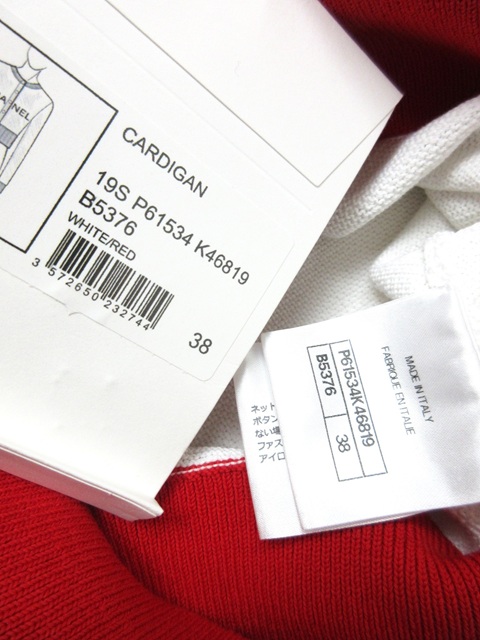 ANEL
CARDIGAN
19S P61534 K46819
B5376
WHITE/RED
3 572650 232744
38
MADE IN ITALY
FABRIQUE EN ITALIE
P61534K46819
B5376
38
ネット
ボタン
ない場
ファス
アイロ